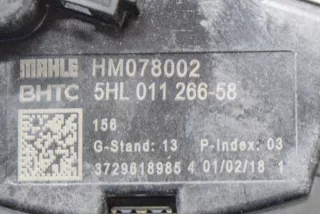 MAHLE HM078002
BHTC 5HL 011 266-58
156
G-Stand: 13 P-Index: 03
3729618985 4 01/02/18 1